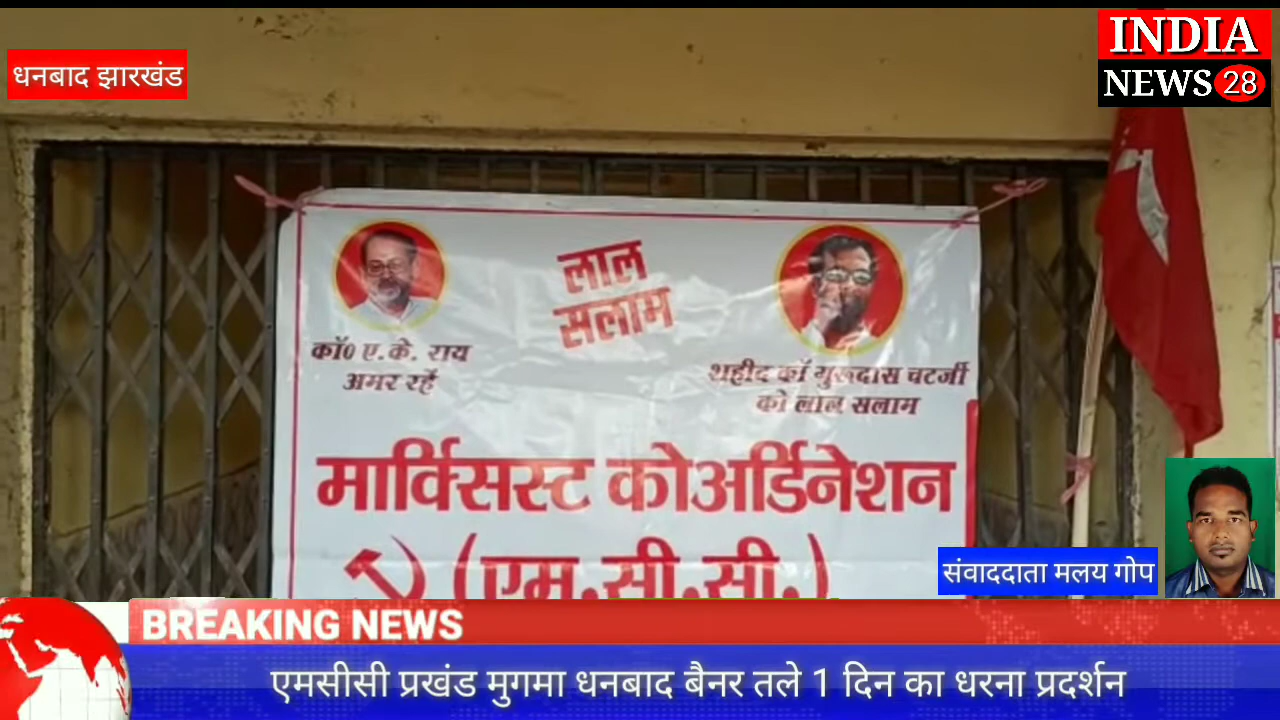 धनबाद झारखंड
INDIA
NEWS 28
लाल
सलाम
कॉ० ए.के. राय
अमर रहें
शहीद कॉ गुरूदास चटर्जी
को लाल सलाम
मार्क्सिस्ट कोऑर्डिनेशन
(एम.सी.सी.)
संवाददाता मलय गोप
BREAKING NEWS
एमसीसी प्रखंड मुगमा धनबाद बैनर तले 1 दिन का धरना प्रदर्शन